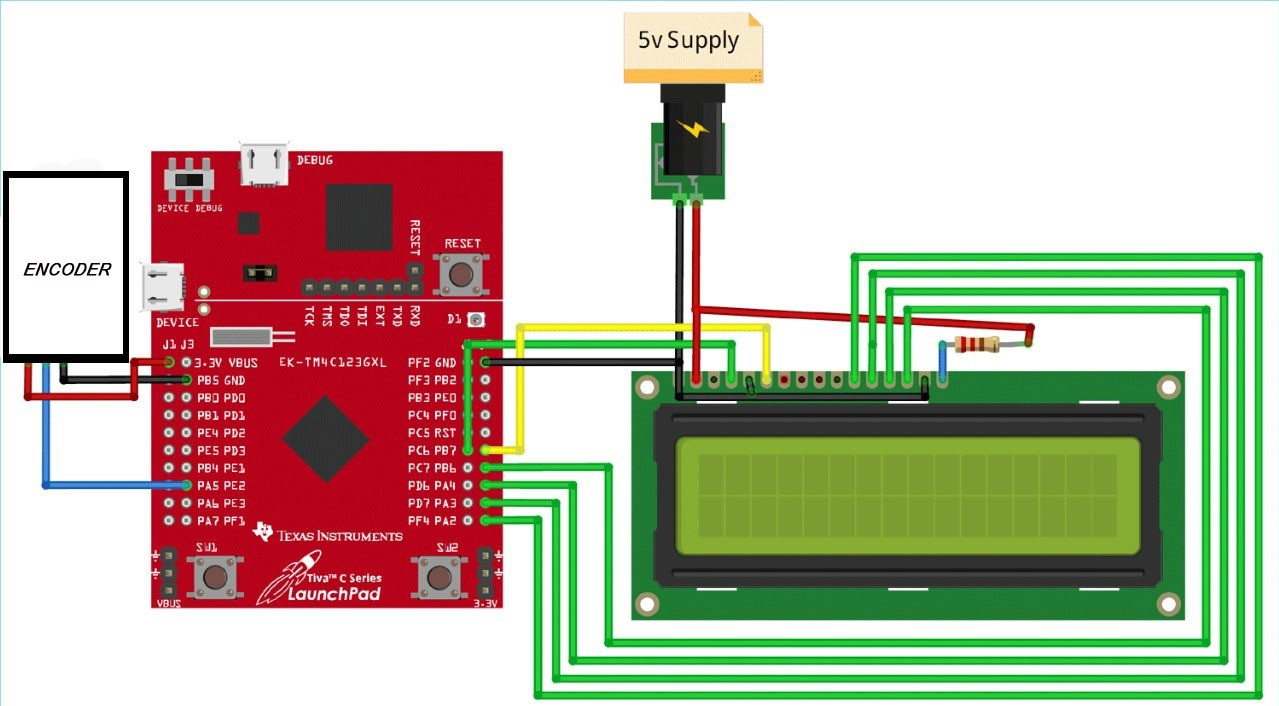 5v Supply
DEBUG
DEVICE DEBUG
RESET
RESET
ENCODER
TCK TMS TDO TDI EXT TXD RXD
DEVICE
D1
J1 J3
EK-TM4C123GXL
3.3V VBUS
PB5 GND
PB0 PD0
PB1 PD1
PE4 PD2
PE5 PD3
PB4 PE1
PA5 PE2
PA6 PE3
PA7 PF1
PF2 GND
PF3 PB2
PB3 PE0
PC4 PF0
PC5 RST
PC6 PB7
PC7 PB6
PD6 PA4
PD7 PA3
PF4 PA2
TEXAS INSTRUMENTS
SW1
SW2
Tiva™ C Series
LaunchPad
VBUS
3.3V